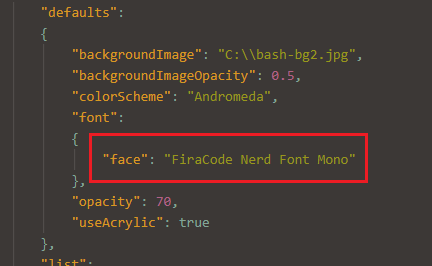 "defaults":
{
"backgroundImage": "C:\\bash-bg2.jpg",
"backgroundImageOpacity": 0.5,
"colorScheme": "Andromeda",
"font":
{
"face": "FiraCode Nerd Font Mono"
},
"opacity": 70,
"useAcrylic": true
},
"list":